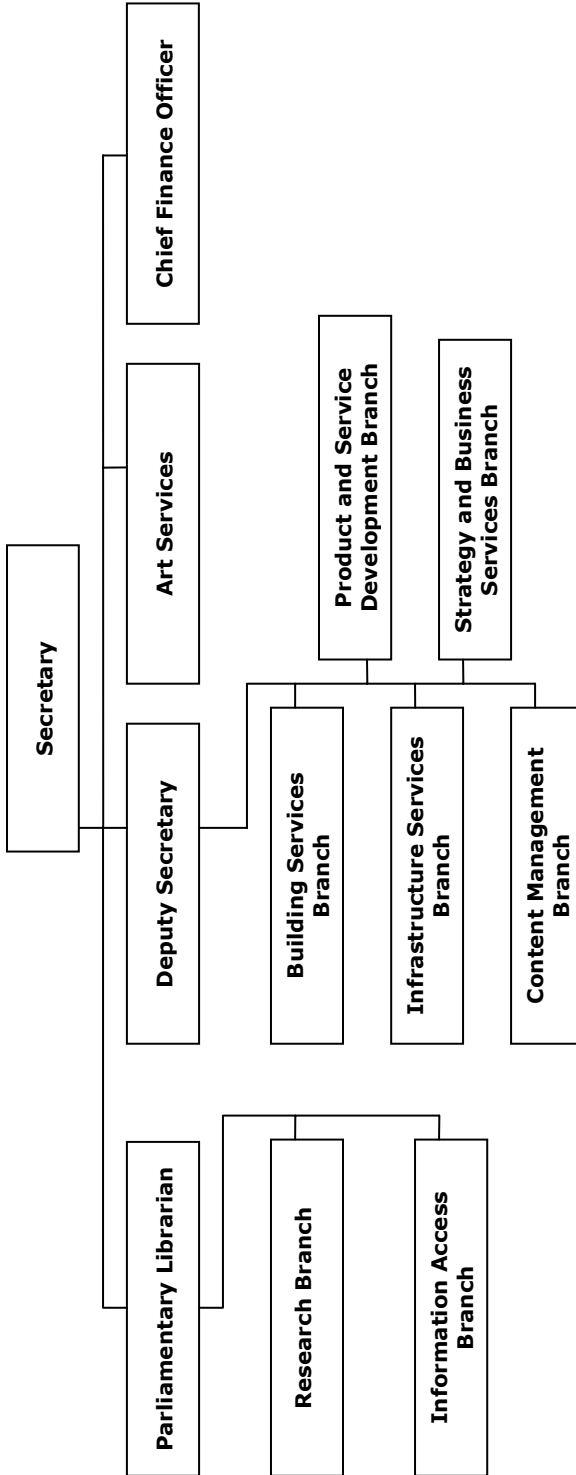 Secretary
Parliamentary Librarian
Deputy Secretary
Art Services
Chief Finance Officer
Research Branch
Information Access
Branch
Building Services
Branch
Product and Service
Development Branch
Infrastructure Services
Branch
Strategy and Business
Services Branch
Content Management
Branch